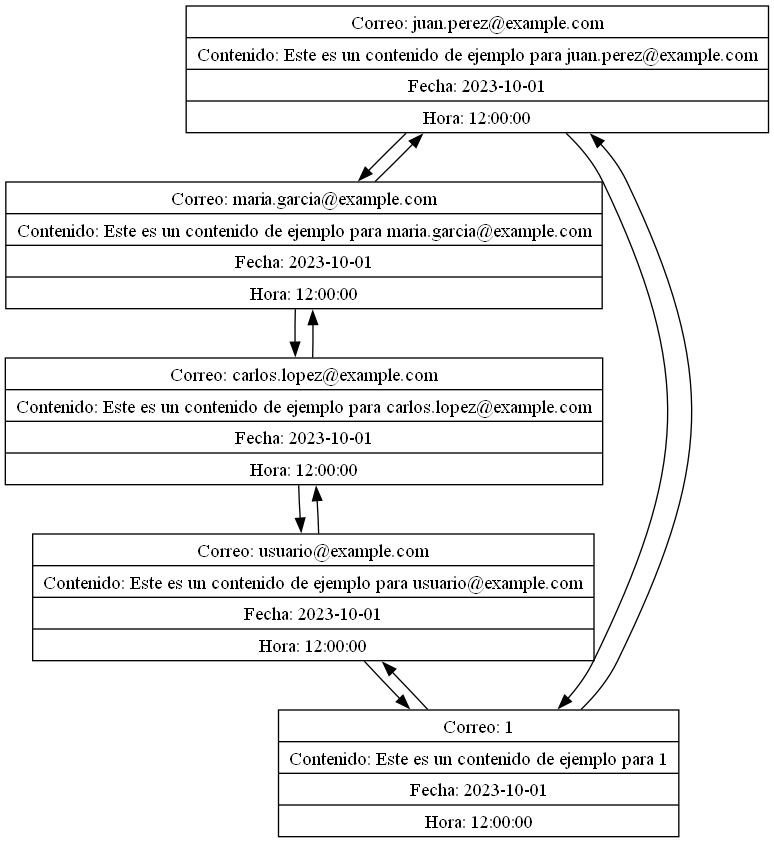 Correo: juan.perez@example.com
Contenido: Este es un contenido de ejemplo para juan.perez@example.com
Fecha: 2023-10-01
Hora: 12:00:00
Correo: maria.garcia@example.com
Contenido: Este es un contenido de ejemplo para maria.garcia@example.com
Fecha: 2023-10-01
Hora: 12:00:00
Correo: carlos.lopez@example.com
Contenido: Este es un contenido de ejemplo para carlos.lopez@example.com
Fecha: 2023-10-01
Hora: 12:00:00
Correo: usuario@example.com
Contenido: Este es un contenido de ejemplo para usuario@example.com
Fecha: 2023-10-01
Hora: 12:00:00
Correo: 1
Contenido: Este es un contenido de ejemplo para 1
Fecha: 2023-10-01
Hora: 12:00:00